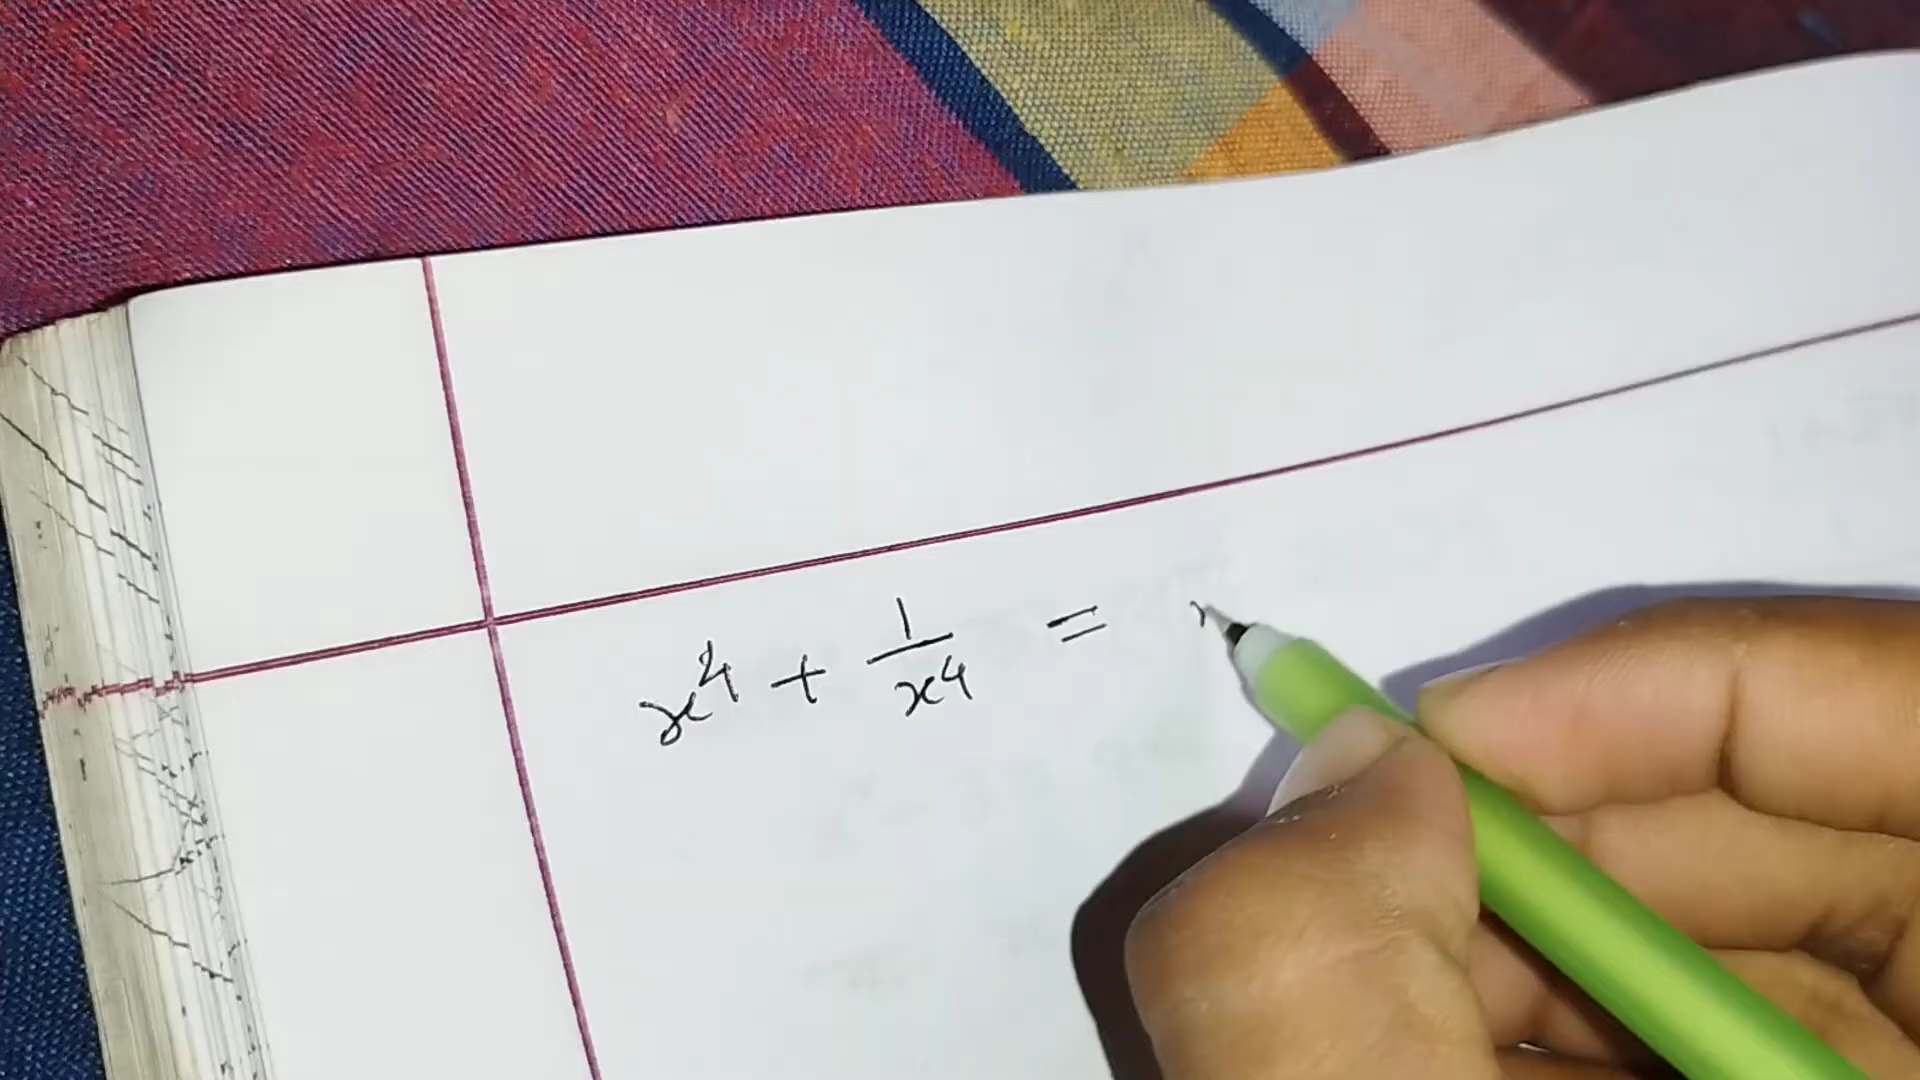 x⁴ + 1/x⁴ =